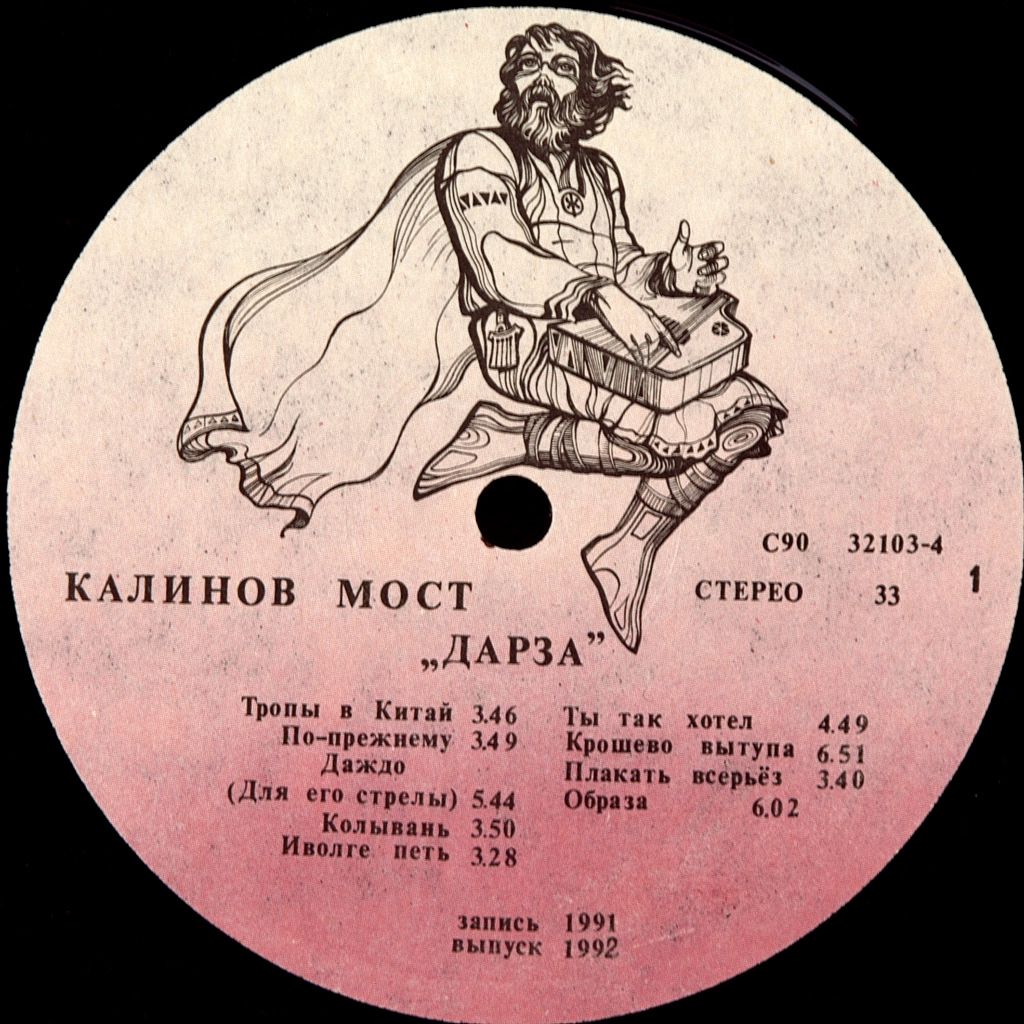 С90 32103-4
КАЛИНОВ МОСТ
СТЕРЕО 33
1
„ДАРЗА”
Тропы в Китай 3.46
По-прежнему 3.49
Даждо
(Для его стрелы) 5.44
Колывань 3.50
Иволге петь 3.28
Ты так хотел 4.49
Крошево вытупа 6.51
Плакать всерьёз 3.40
Образа 6.02
запись 1991
выпуск 1992